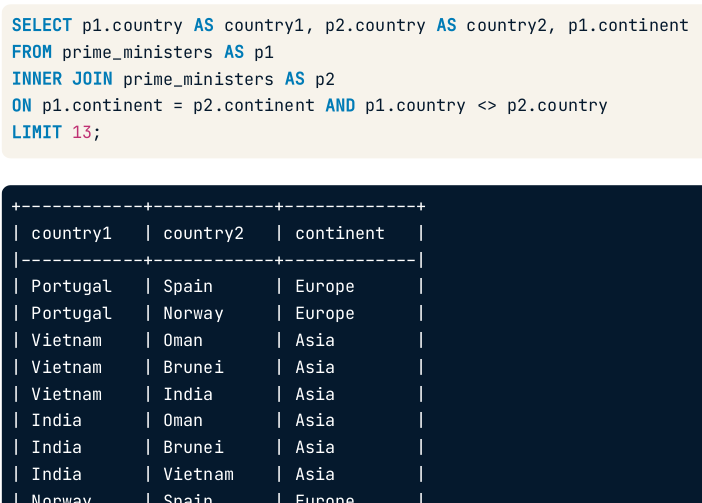 SELECT p1.country AS country1, p2.country AS country2, p1.continent
FROM prime_ministers AS p1
INNER JOIN prime_ministers AS p2
ON p1.continent = p2.continent AND p1.country <> p2.country
LIMIT 13;
+------------+------------+-------------+
| country1   | country2   | continent   |
|------------+------------+-------------|
| Portugal   | Spain      | Europe      |
| Portugal   | Norway     | Europe      |
| Vietnam    | Oman       | Asia        |
| Vietnam    | Brunei     | Asia        |
| Vietnam    | India      | Asia        |
| India      | Oman       | Asia        |
| India      | Brunei     | Asia        |
| India      | Vietnam    | Asia        |
| Norway     | Spain      | Europe      |